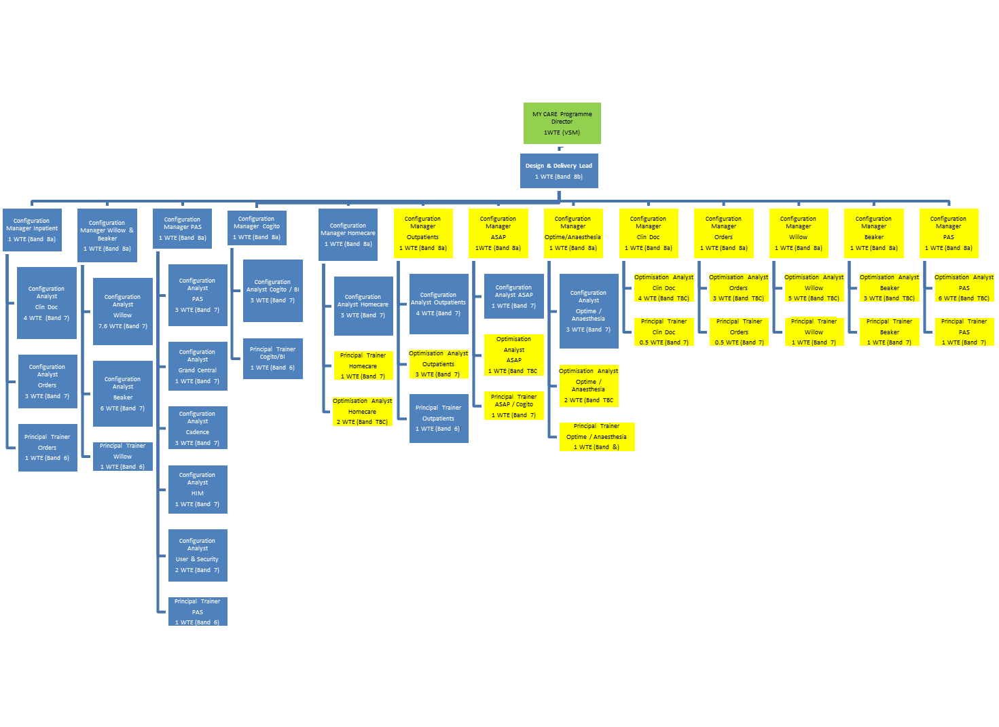 MY CARE Programme
Director
1WTE (VSM)
Design & Delivery Lead
1 WTE (Band 8b)
Configuration
Manager Inpatient
1 WTE (Band 8a)
Configuration
Analyst
Clin Doc
4 WTE (Band 7)
Configuration
Analyst
Orders
3 WTE (Band 7)
Principal Trainer
Orders
1 WTE (Band 6)
Configuration
Manager Willow &
Beaker
1 WTE (Band 8a)
Configuration
Analyst
Willow
7.6 WTE (Band 7)
Configuration
Analyst
Beaker
6 WTE (Band 7)
Principal Trainer
Willow
1 WTE (Band 6)
Configuration
Manager PAS
1 WTE (Band 8a)
Configuration
Analyst
PAS
3 WTE (Band 7)
Configuration
Analyst
Grand Central
1 WTE (Band 7)
Configuration
Analyst
Cadence
3 WTE (Band 7)
Configuration
Analyst
HIM
1 WTE (Band 7)
Configuration
Analyst
User & Security
2 WTE (Band 7)
Principal Trainer
PAS
1 WTE (Band 6)
Configuration
Manager Cogito
1 WTE (Band 8a)
Configuration
Analyst Cogito / BI
3 WTE (Band 7)
Principal Trainer
Cogito/BI
1 WTE (Band 6)
Configuration
Manager Homecare
1 WTE (Band 8a)
Configuration
Analyst Homecare
3 WTE (Band 7)
Principal Trainer
Homecare
1 WTE (Band 7)
Optimisation Analyst
Homecare
2 WTE (Band TBC)
Configuration
Manager
Outpatients
1 WTE (Band 8a)
Configuration
Analyst Outpatients
4 WTE (Band 7)
Optimisation Analyst
Outpatients
3 WTE (Band 7)
Principal Trainer
Outpatients
1 WTE (Band 6)
Configuration
Manager
ASAP
1WTE (Band 8a)
Configuration
Analyst ASAP
1 WTE (Band 7)
Optimisation
Analyst
ASAP
1 WTE (Band TBC
Principal Trainer
ASAP / Cogito
1 WTE (Band 7)
Configuration
Manager
Optime/Anaesthesia
1 WTE (Band 8a)
Configuration
Analyst
Optime /
Anaesthesia
3 WTE (Band 7)
Optimisation Analyst
Optime /
Anaesthesia
2 WTE (Band TBC
Principal Trainer
Optime / Anaesthesia
1 WTE (Band &)
Configuration
Manager
Clin Doc
1 WTE (Band 8a)
Optimisation Analyst
Clin Doc
4 WTE (Band TBC)
Principal Trainer
Clin Doc
0.5 WTE (Band 7)
Configuration
Manager
Orders
1 WTE (Band 8a)
Optimisation Analyst
Orders
3 WTE (Band TBC)
Principal Trainer
Orders
0.5 WTE (Band 7)
Configuration
Manager
Willow
1 WTE (Band 8a)
Optimisation Analyst
Willow
5 WTE (Band TBC)
Principal Trainer
Willow
1 WTE (Band 7)
Configuration
Manager
Beaker
1 WTE (Band 8a)
Optimisation Analyst
Beaker
3 WTE (Band TBC)
Principal Trainer
Beaker
1 WTE (Band 7)
Configuration
Manager
PAS
1 WTE (Band 8a)
Optimisation Analyst
PAS
6 WTE (Band TBC)
Principal Trainer
PAS
1 WTE (Band 7)